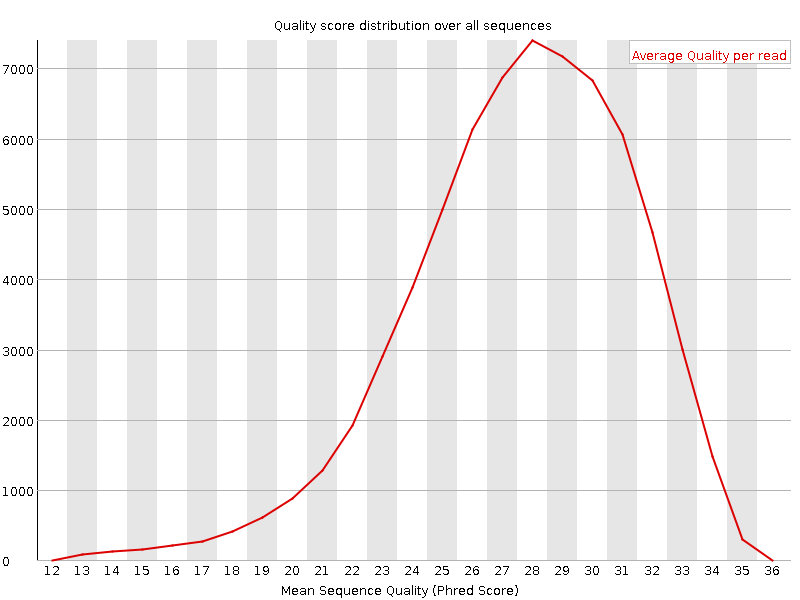 Quality score distribution over all sequences
Average Quality per read
7000
6000
5000
4000
3000
2000
1000
0
12 13 14 15 16 17 18 19 20 21 22 23 24 25 26 27 28 29 30 31 32 33 34 35 36
Mean Sequence Quality (Phred Score)